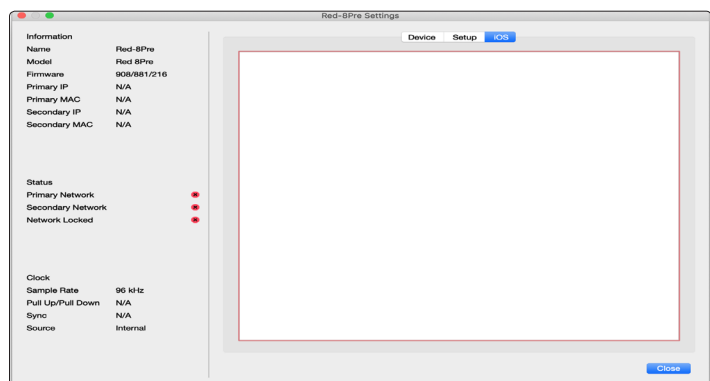 Red-8Pre Settings
Information
Name Red-8Pre
Model Red 8Pre
Firmware 908/881/216
Primary IP N/A
Primary MAC N/A
Secondary IP N/A
Secondary MAC N/A
Status
Primary Network
Secondary Network
Network Locked
Clock
Sample Rate 96 kHz
Pull Up/Pull Down N/A
Sync N/A
Source Internal
Device Setup iOS
Close